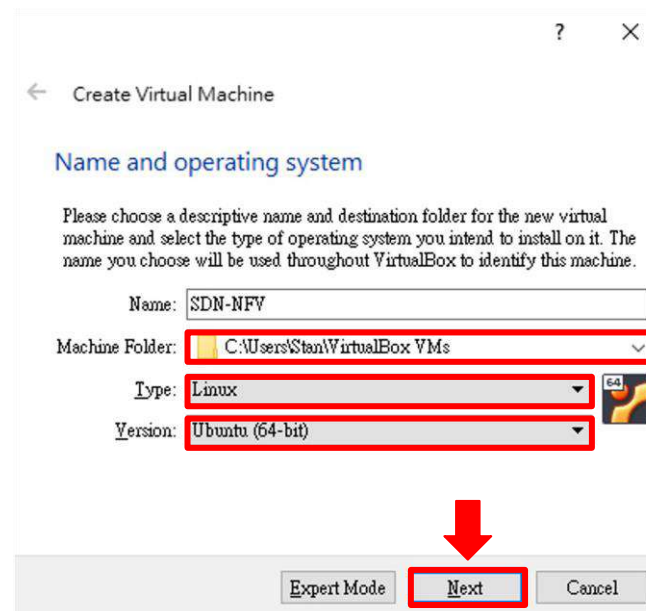 ?
Create Virtual Machine
Name and operating system
Please choose a descriptive name and destination folder for the new virtual
machine and select the type of operating system you intend to install on it. The
name you choose will be used throughout VirtualBox to identify this machine.
Name: SDN-NFV
Machine Folder: C:\Users\Stan\VirtualBox VMs
Type: Linux
64
Version: Ubuntu (64-bit)
Expert Mode Next Cancel